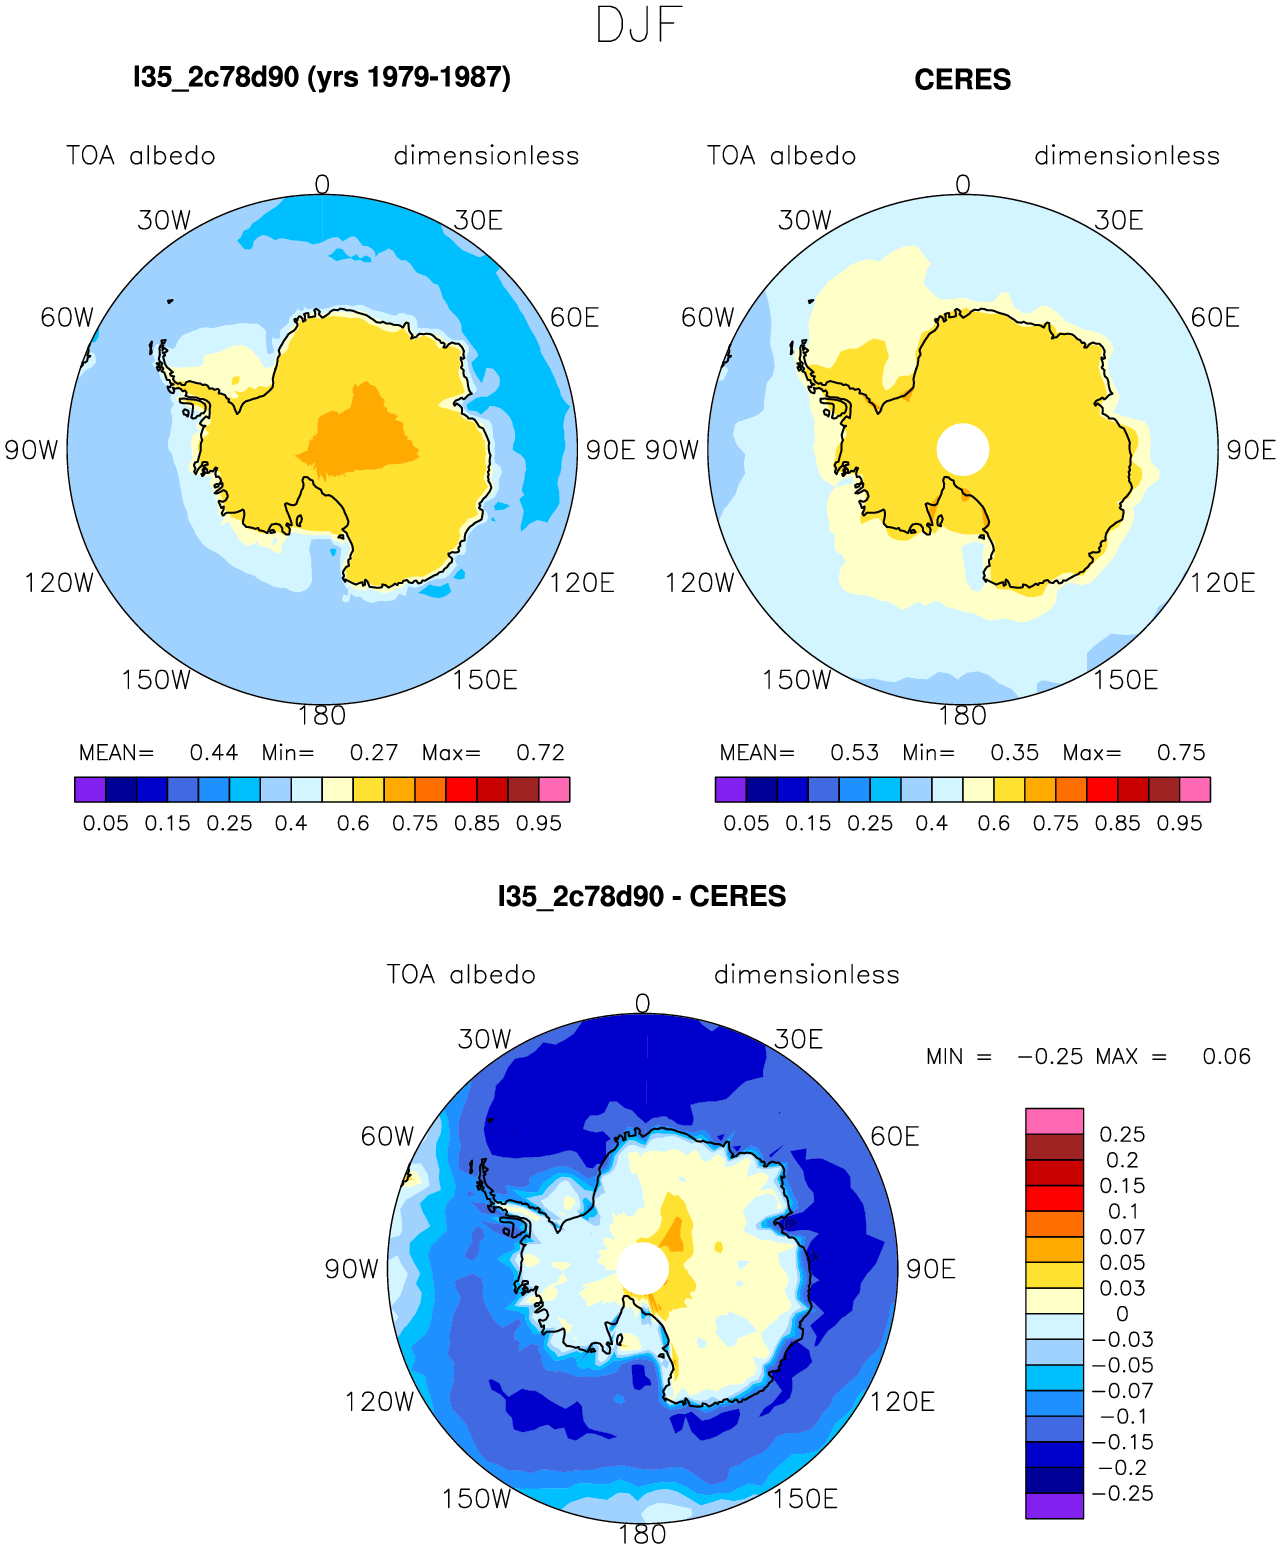 DJF
I35_2c78d90 (yrs 1979-1987)
TOA albedo dimensionless
0
30W 30E
60W 60E
90W 90E
120W 120E
150W 150E
180
MEAN= 0.44 Min= 0.27 Max= 0.72
0.05 0.15 0.25 0.4 0.6 0.75 0.85 0.95
CERES
TOA albedo dimensionless
0
30W 30E
60W 60E
90W 90E
120W 120E
150W 150E
180
MEAN= 0.53 Min= 0.35 Max= 0.75
0.05 0.15 0.25 0.4 0.6 0.75 0.85 0.95
I35_2c78d90 - CERES
TOA albedo dimensionless
0
30W 30E
60W 60E
90W 90E
120W 120E
150W 150E
180
MIN = -0.25 MAX = 0.06
0.25
0.2
0.15
0.1
0.07
0.05
0.03
0
-0.03
-0.05
-0.07
-0.1
-0.15
-0.2
-0.25